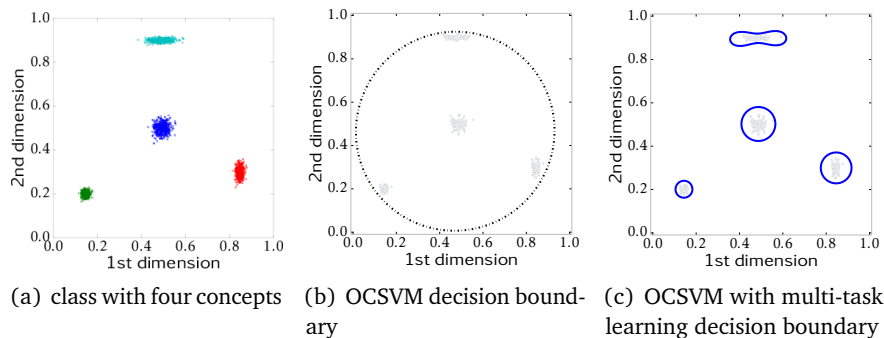 1.0
0.8
0.6
0.4
0.2
0.0
2nd dimension
0.0 0.2 0.4 0.6 0.8 1.0
1st dimension
(a) class with four concepts
1.0
0.8
0.6
0.4
0.2
0.0
2nd dimension
0.0 0.2 0.4 0.6 0.8 1.0
1st dimension
(b) OCSVM decision bound-
ary
1.0
0.8
0.6
0.4
0.2
0.0
2nd dimension
0.0 0.2 0.4 0.6 0.8 1.0
1st dimension
(c) OCSVM with multi-task
learning decision boundary